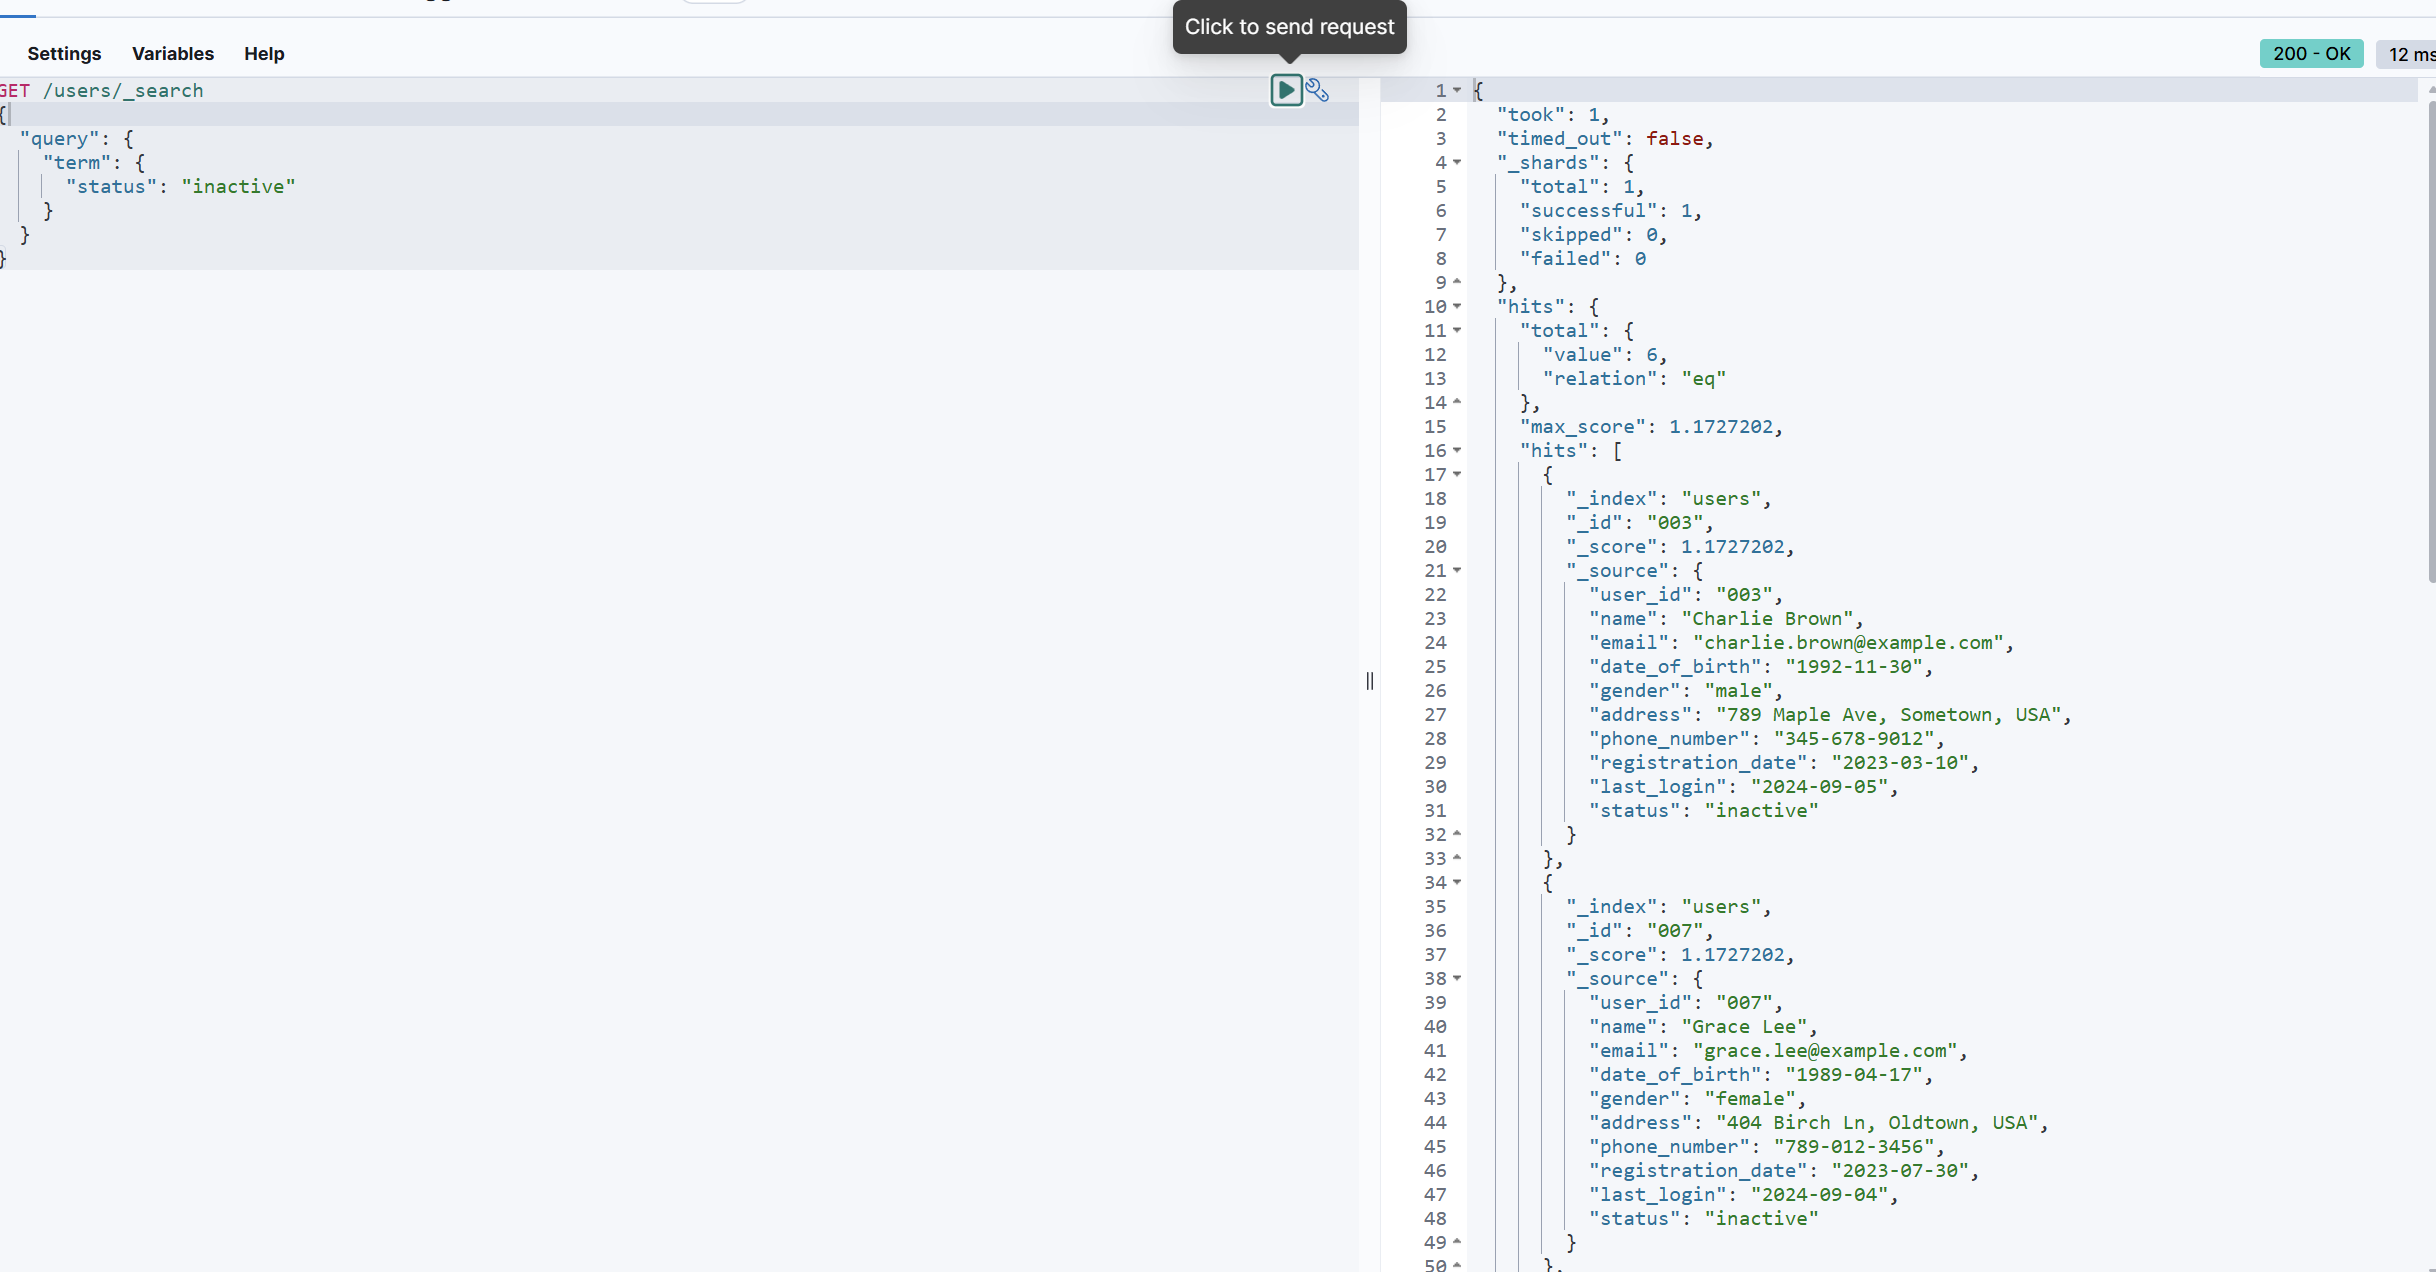 Click to send request
Settings Variables Help
200 - OK 12 ms
GET /users/_search
{
"query": {
"term": {
"status": "inactive"
}
}
}
1 {
2 "took": 1,
3 "timed_out": false,
4 "_shards": {
5 "total": 1,
6 "successful": 1,
7 "skipped": 0,
8 "failed": 0
9 },
10 "hits": {
11 "total": {
12 "value": 6,
13 "relation": "eq"
14 },
15 "max_score": 1.1727202,
16 "hits": [
17 {
18 "_index": "users",
19 "_id": "003",
20 "_score": 1.1727202,
21 "_source": {
22 "user_id": "003",
23 "name": "Charlie Brown",
24 "email": "charlie.brown@example.com",
25 "date_of_birth": "1992-11-30",
26 "gender": "male",
27 "address": "789 Maple Ave, Sometown, USA",
28 "phone_number": "345-678-9012",
29 "registration_date": "2023-03-10",
30 "last_login": "2024-09-05",
31 "status": "inactive"
32 }
33 },
34 {
35 "_index": "users",
36 "_id": "007",
37 "_score": 1.1727202,
38 "_source": {
39 "user_id": "007",
40 "name": "Grace Lee",
41 "email": "grace.lee@example.com",
42 "date_of_birth": "1989-04-17",
43 "gender": "female",
44 "address": "404 Birch Ln, Oldtown, USA",
45 "phone_number": "789-012-3456",
46 "registration_date": "2023-07-30",
47 "last_login": "2024-09-04",
48 "status": "inactive"
49 }
50 },